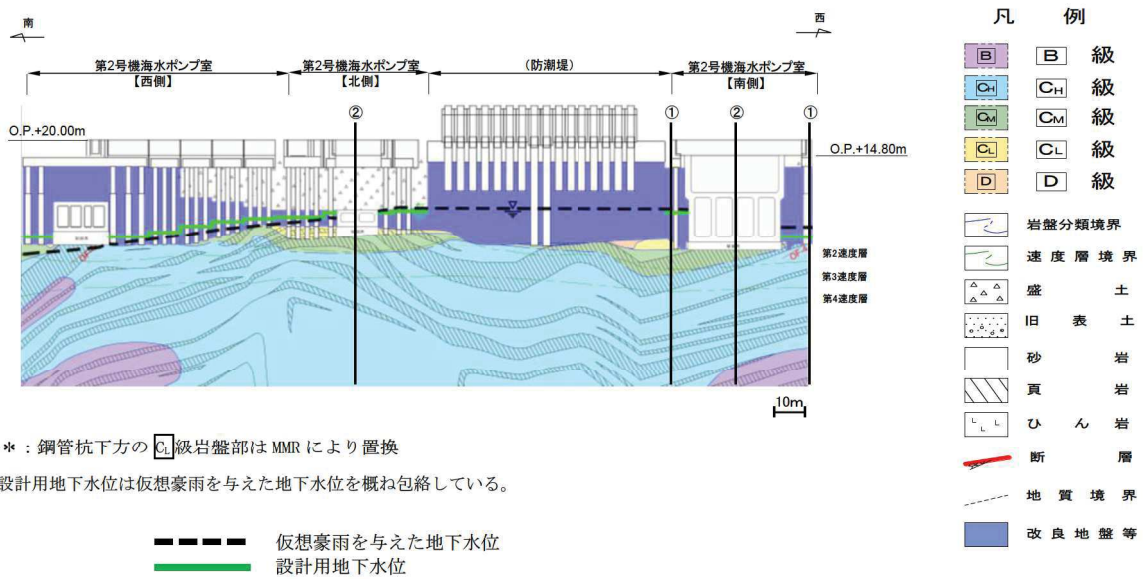 南
西
第2号機海水ポンプ室
【西側】
第2号機海水ポンプ室
【北側】
(防潮堤)
第2号機海水ポンプ室
【南側】
②
①
②
①
O.P.+20.00m
O.P.+14.80m
第2速度層
第3速度層
第4速度層
10m
*：鋼管杭下方の CL 級岩盤部は MMR により置換
設計用地下水位は仮想豪雨を与えた地下水位を概ね包絡している。
仮想豪雨を与えた地下水位
設計用地下水位
凡 例
B B 級
CH CH 級
CM CM 級
CL CL 級
D D 級
岩盤分類境界
速度層境界
盛土
旧表土
砂岩
頁岩
ひん岩
断層
地質境界
改良地盤等